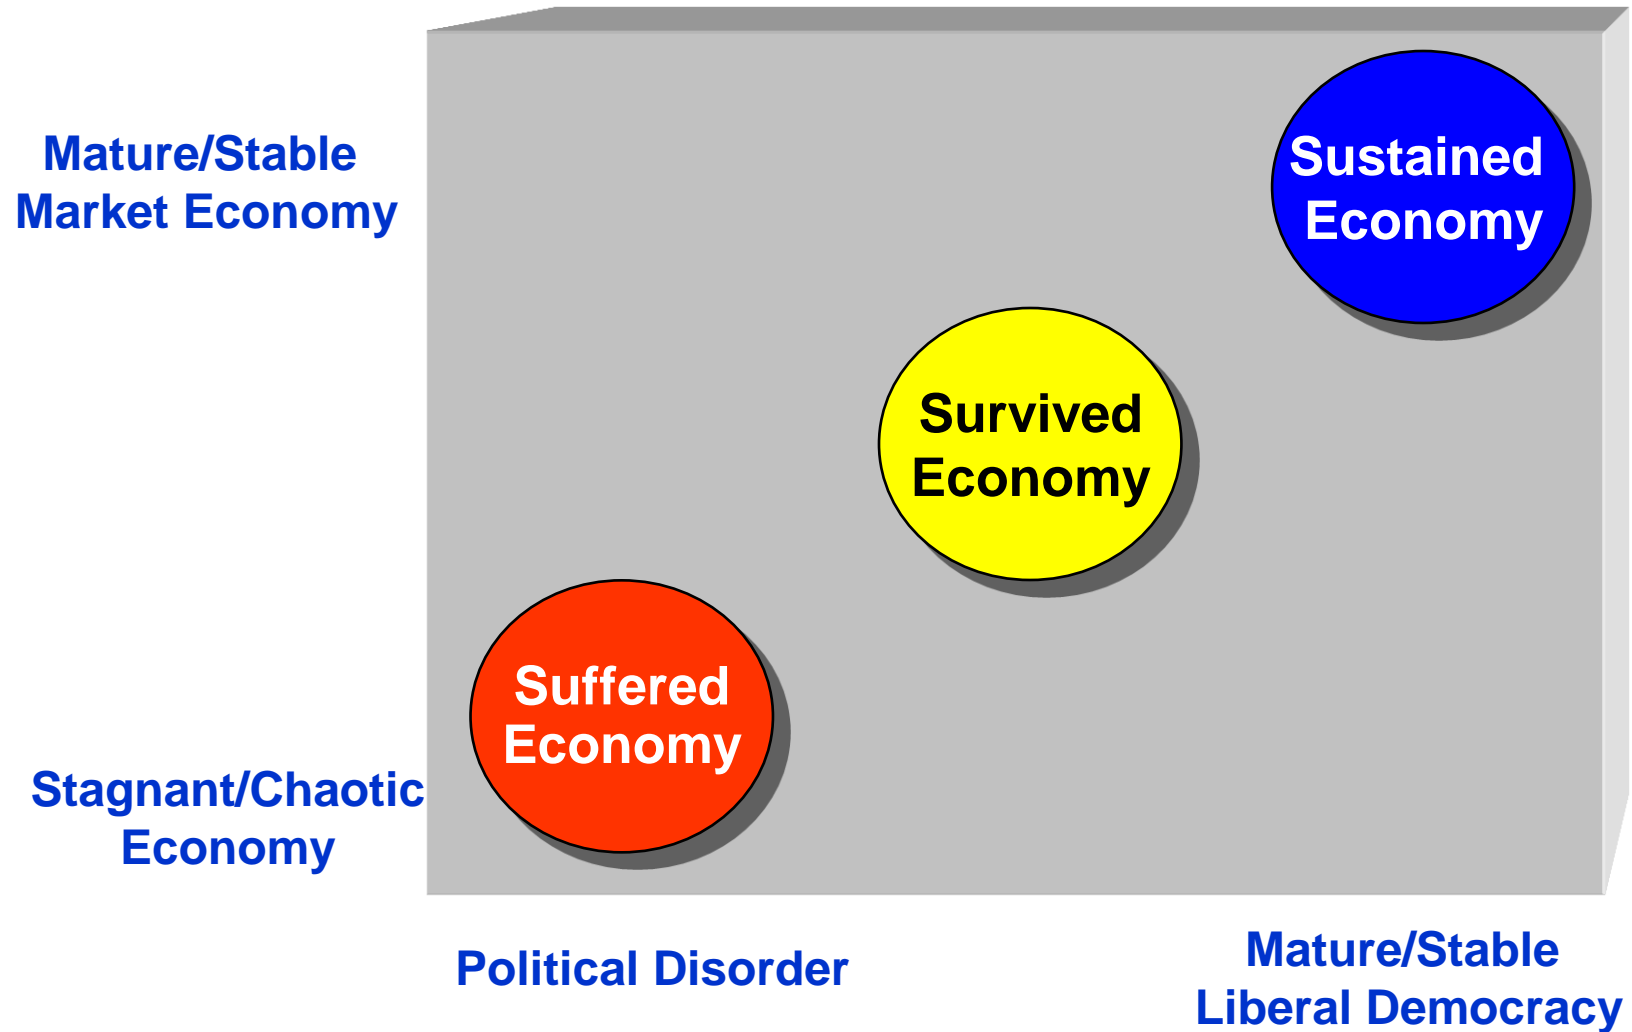 Mature/Stable
Market Economy
Sustained
Economy
Survived
Economy
Suffered
Economy
Stagnant/Chaotic
Economy
Political Disorder
Mature/Stable
Liberal Democracy